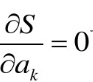 ∂S/∂a_k = 0